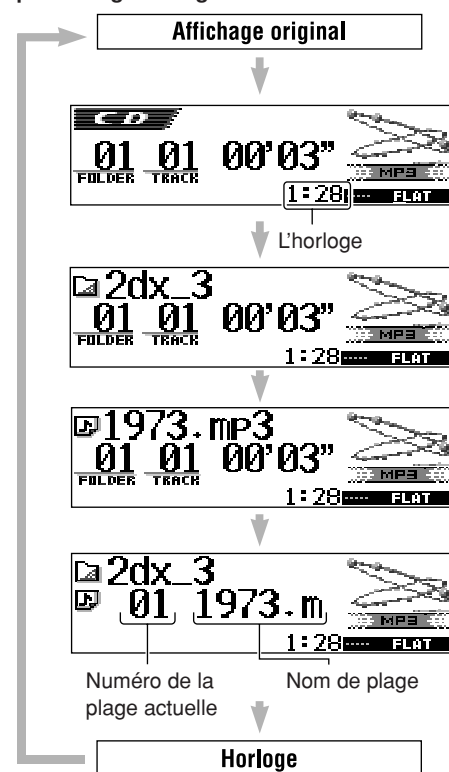 Affichage original
CD
01 01 00'03"
FOLDER TRACK
MP3
1:28 FLAT
L'horloge
2dx_3
01 01 00'03"
FOLDER TRACK
MP3
1:28 FLAT
1973.mp3
01 01 00'03"
FOLDER TRACK
MP3
1:28 FLAT
2dx_3
01 1973.m
MP3
1:28 FLAT
Numéro de la
plage actuelle
Nom de plage
Horloge